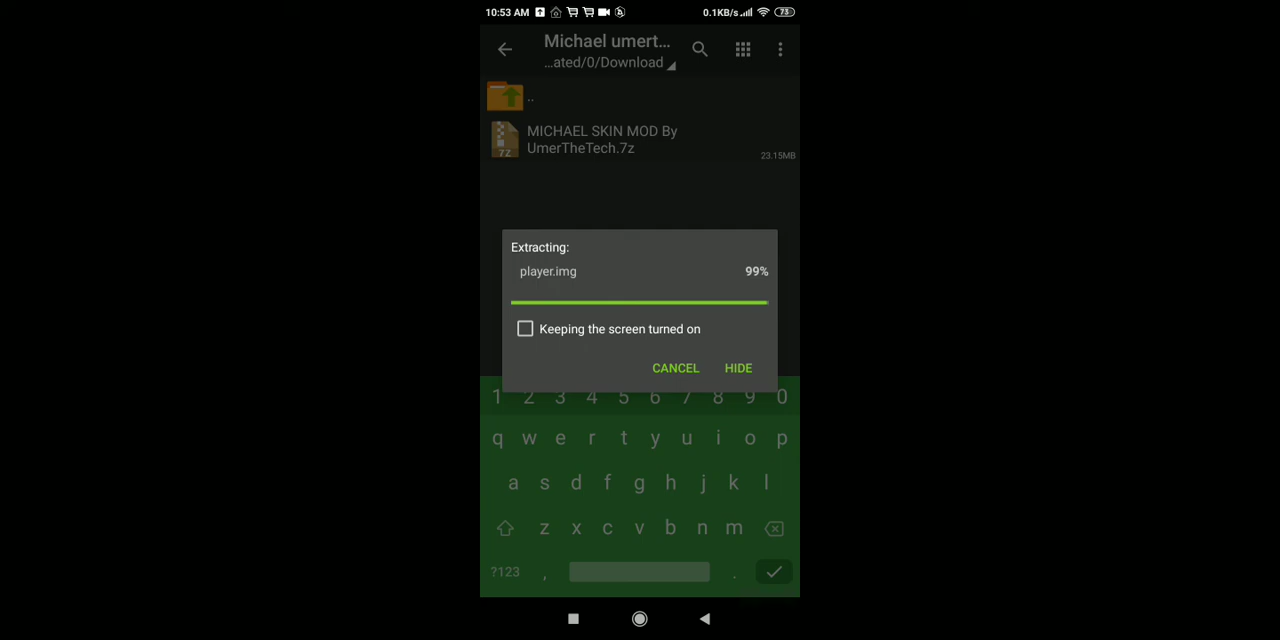 10:53 AM 0.1KB/s 73
Michael umert...
...ated/0/Download
..
MICHAEL SKIN MOD By
UmerTheTech.7z
7Z
23.15MB
Extracting:
player.img 99%
Keeping the screen turned on
CANCEL HIDE
1 2 3 4 5 6 7 8 9 0
q w e r t y u i o p
a s d f g h j k l
z x c v b n m
?123 , .